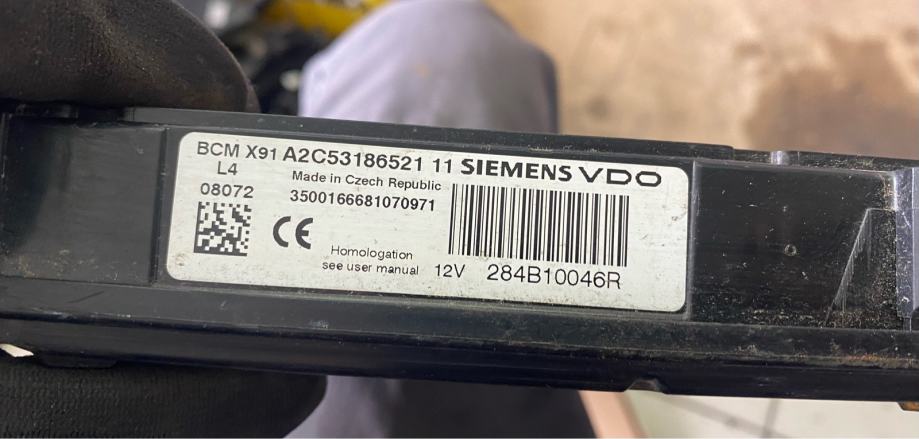 BCM X91 A2C53186521 11 SIEMENS VDO
L4
Made in Czech Republic
08072
3500166681070971
CE
Homologation
see user manual 12V 284B10046R